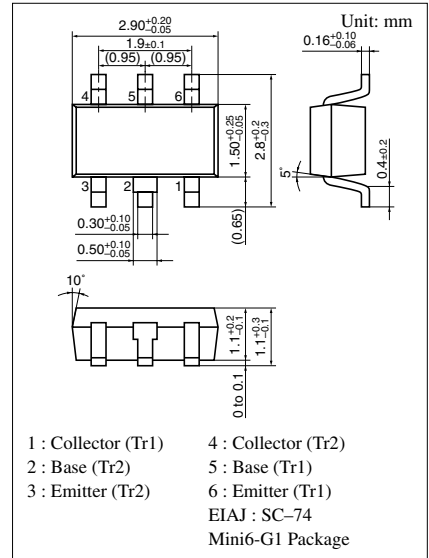 Unit: mm
2.90 +0.20 −0.05
1.9±0.1
(0.95) (0.95)
0.16 +0.10 −0.06
4 5 6
1.50 +0.25 −0.05
2.8 +0.2 −0.3
3 2 1
5°
0.4±0.2
(0.65)
0.30 +0.10 −0.05
0.50 +0.10 −0.05
10°
1.1 +0.2 −0.1
1.1 +0.3 −0.1
0 to 0.1
1 : Collector (Tr1)
2 : Base (Tr2)
3 : Emitter (Tr2)
4 : Collector (Tr2)
5 : Base (Tr1)
6 : Emitter (Tr1)
EIAJ : SC–74
Mini6-G1 Package